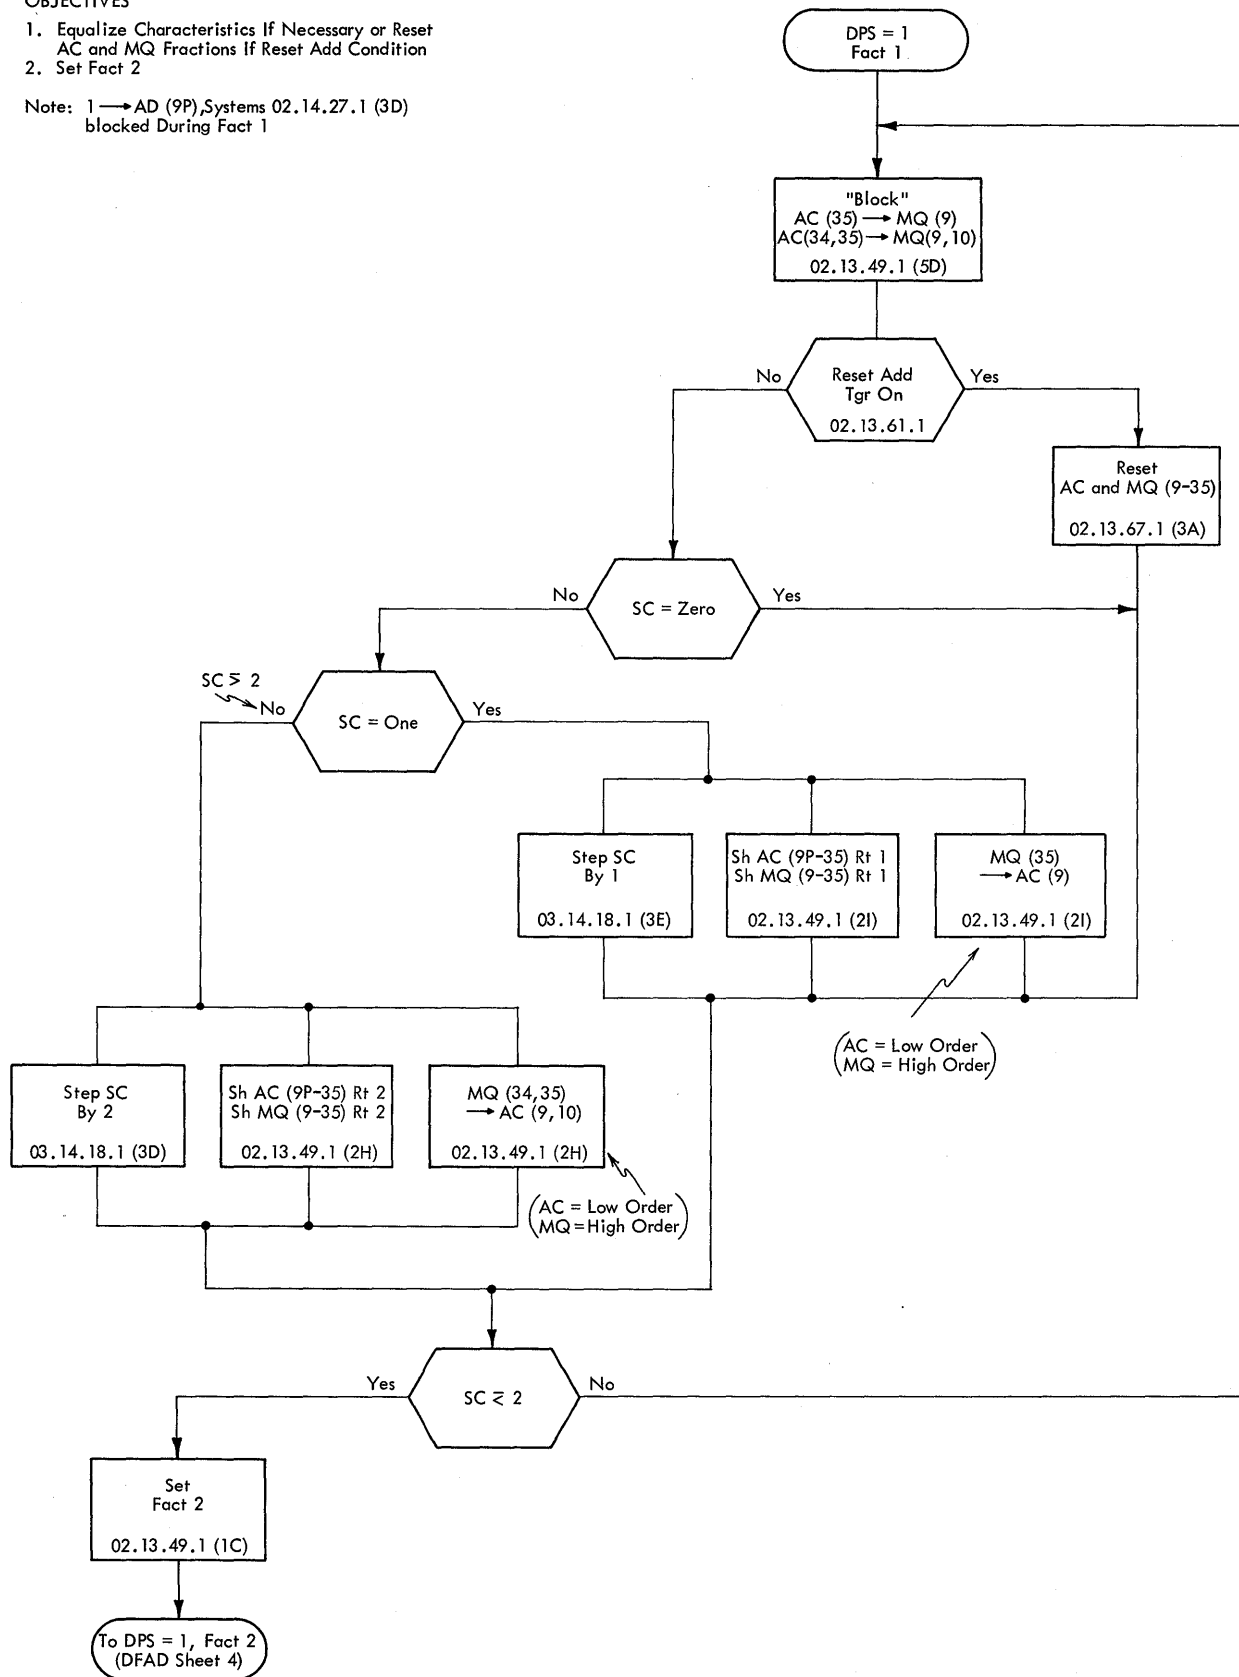 OBJECTIVES
1. Equalize Characteristics If Necessary or Reset
AC and MQ Fractions If Reset Add Condition
2. Set Fact 2
Note: 1 → AD (9P), Systems 02.14.27.1 (3D)
blocked During Fact 1
DPS = 1
Fact 1
"Block"
AC (35) → MQ (9)
AC(34,35) → MQ(9,10)
02.13.49.1 (5D)
No
Reset Add
Tgr On
02.13.61.1
Yes
Reset
AC and MQ (9-35)
02.13.67.1 (3A)
No
SC = Zero
Yes
SC ⋝ 2
No
SC = One
Yes
Step SC
By 1
03.14.18.1 (3E)
Sh AC (9P-35) Rt 1
Sh MQ (9-35) Rt 1
02.13.49.1 (2I)
MQ (35)
→ AC (9)
02.13.49.1 (2I)
(AC = Low Order
MQ = High Order)
Step SC
By 2
03.14.18.1 (3D)
Sh AC (9P-35) Rt 2
Sh MQ (9-35) Rt 2
02.13.49.1 (2H)
MQ (34,35)
→ AC (9,10)
02.13.49.1 (2H)
(AC = Low Order
MQ = High Order)
Yes
SC ⋜ 2
No
Set
Fact 2
02.13.49.1 (1C)
To DPS = 1, Fact 2
(DFAD Sheet 4)